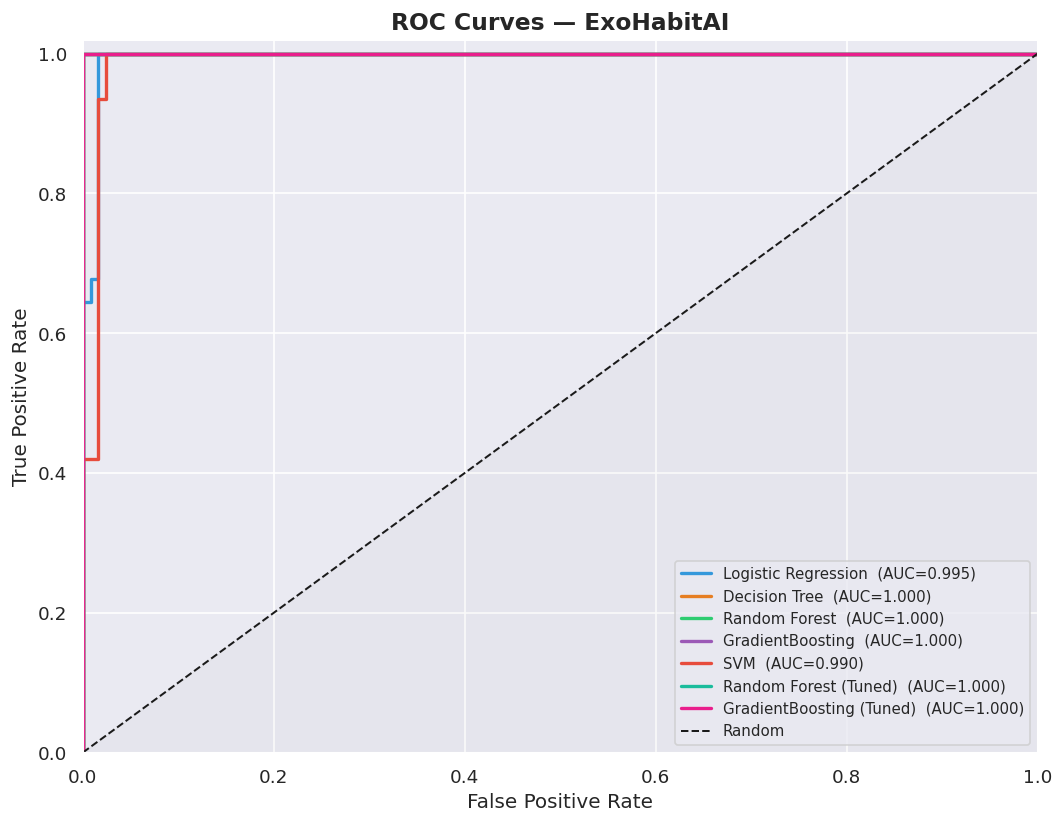 ROC Curves — ExoHabitAI
True Positive Rate
1.0
0.8
0.6
0.4
0.2
0.0
0.0 0.2 0.4 0.6 0.8 1.0
False Positive Rate
Logistic Regression (AUC=0.995)
Decision Tree (AUC=1.000)
Random Forest (AUC=1.000)
GradientBoosting (AUC=1.000)
SVM (AUC=0.990)
Random Forest (Tuned) (AUC=1.000)
GradientBoosting (Tuned) (AUC=1.000)
Random